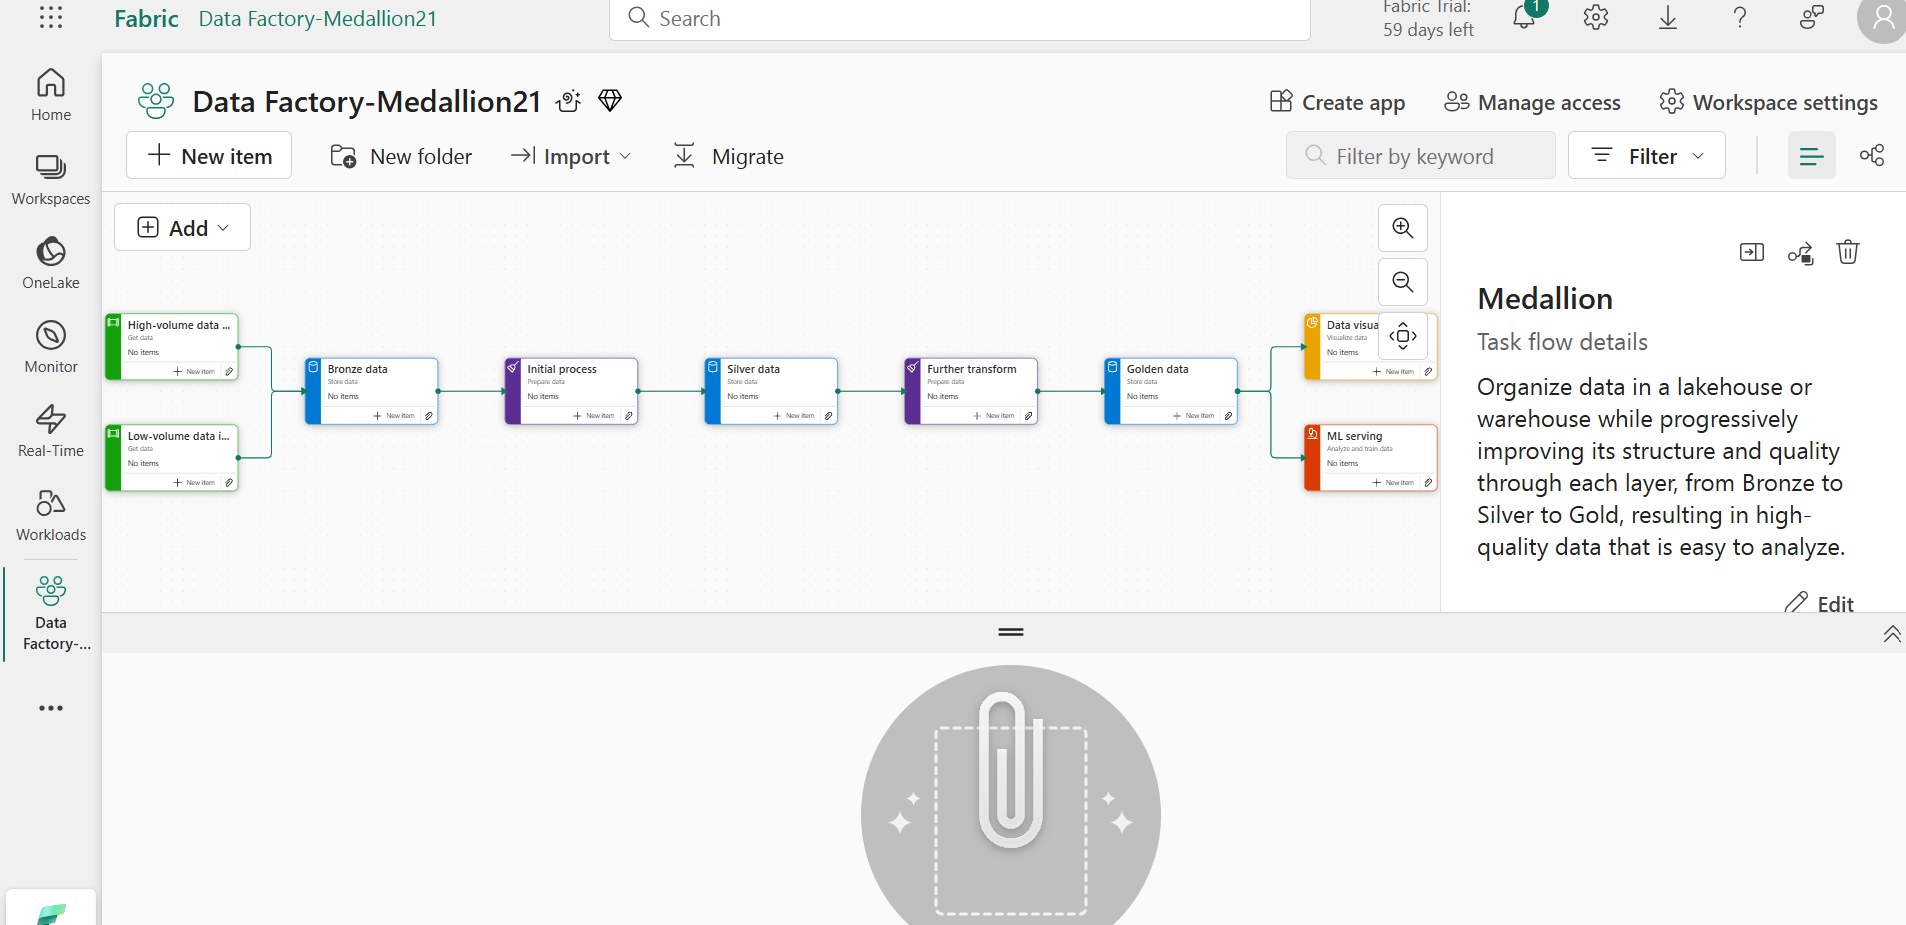 Fabric Data Factory-Medallion21
Search
Fabric Trial:
59 days left
1
Home
Workspaces
OneLake
Monitor
Real-Time
Workloads
Data
Factory-...
Data Factory-Medallion21
Create app
Manage access
Workspace settings
New item
New folder
Import
Migrate
Filter by keyword
Filter
Add
High-volume data ...
Get data
No items
New item
Low-volume data i...
Get data
No items
New item
Bronze data
Store data
No items
New item
Initial process
Prepare data
No items
New item
Silver data
Store data
No items
New item
Further transform
Prepare data
No items
New item
Golden data
Store data
No items
New item
Data visua
Visualize data
No items
New item
ML serving
Analyze and train data
No items
New item
Medallion
Task flow details
Organize data in a lakehouse or
warehouse while progressively
improving its structure and quality
through each layer, from Bronze to
Silver to Gold, resulting in high-
quality data that is easy to analyze.
Edit